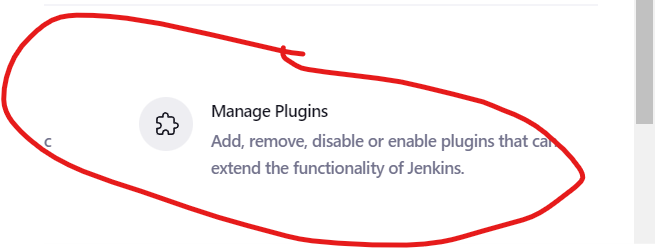 Manage Plugins
c
Add, remove, disable or enable plugins that can
extend the functionality of Jenkins.